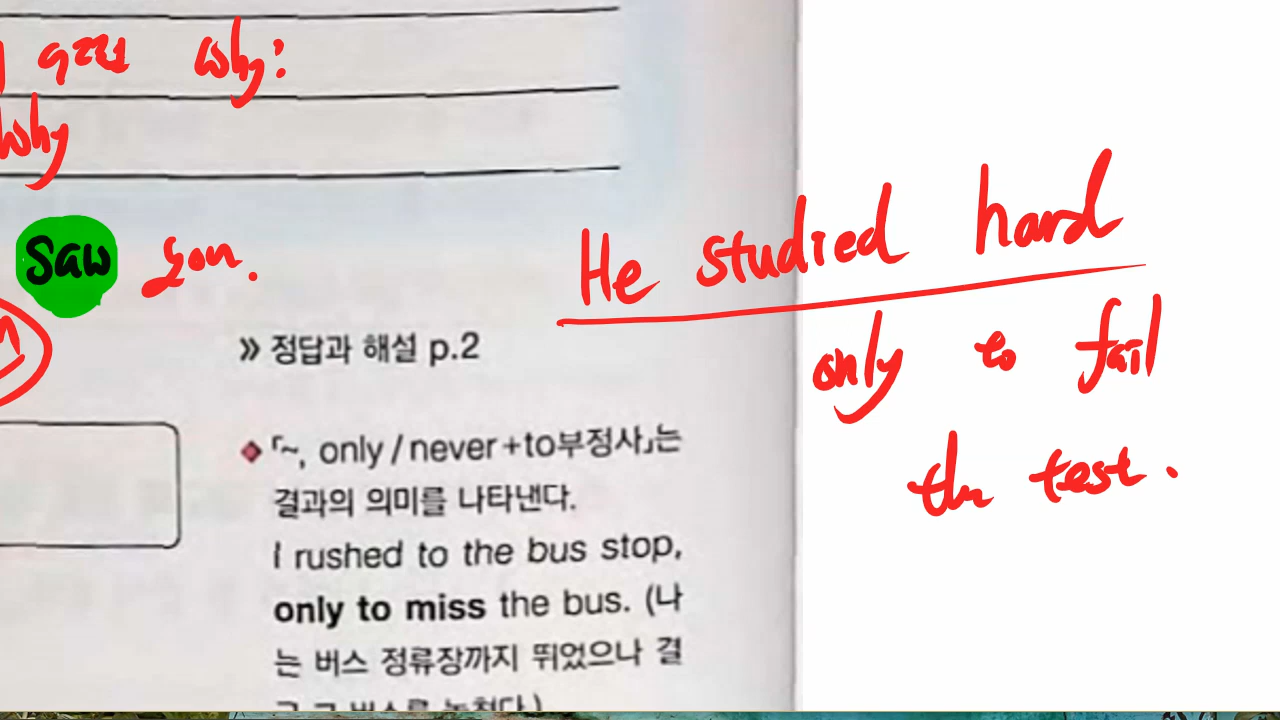 guess why:
why
saw you.
He studied hard
only to fail
the test.
» 정답과 해설 p.2
◆ 「~, only / never+to부정사」는
결과의 의미를 나타낸다.
I rushed to the bus stop,
only to miss the bus. (나
는 버스 정류장까지 뛰었으나 결